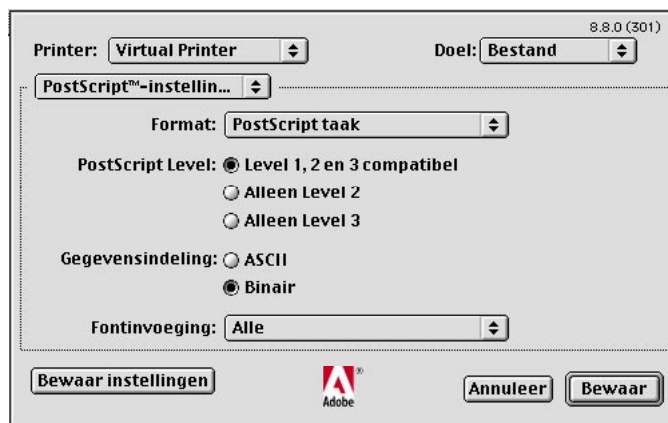 8.8.0 (301)
Printer: Virtual Printer Doel: Bestand
PostScript™-instellin...
Format: PostScript taak
PostScript Level: Level 1, 2 en 3 compatibel
Alleen Level 2
Alleen Level 3
Gegevensindeling: ASCII
Binair
Fontinvoeging: Alle
Bewaar instellingen Adobe® Annuleer Bewaar